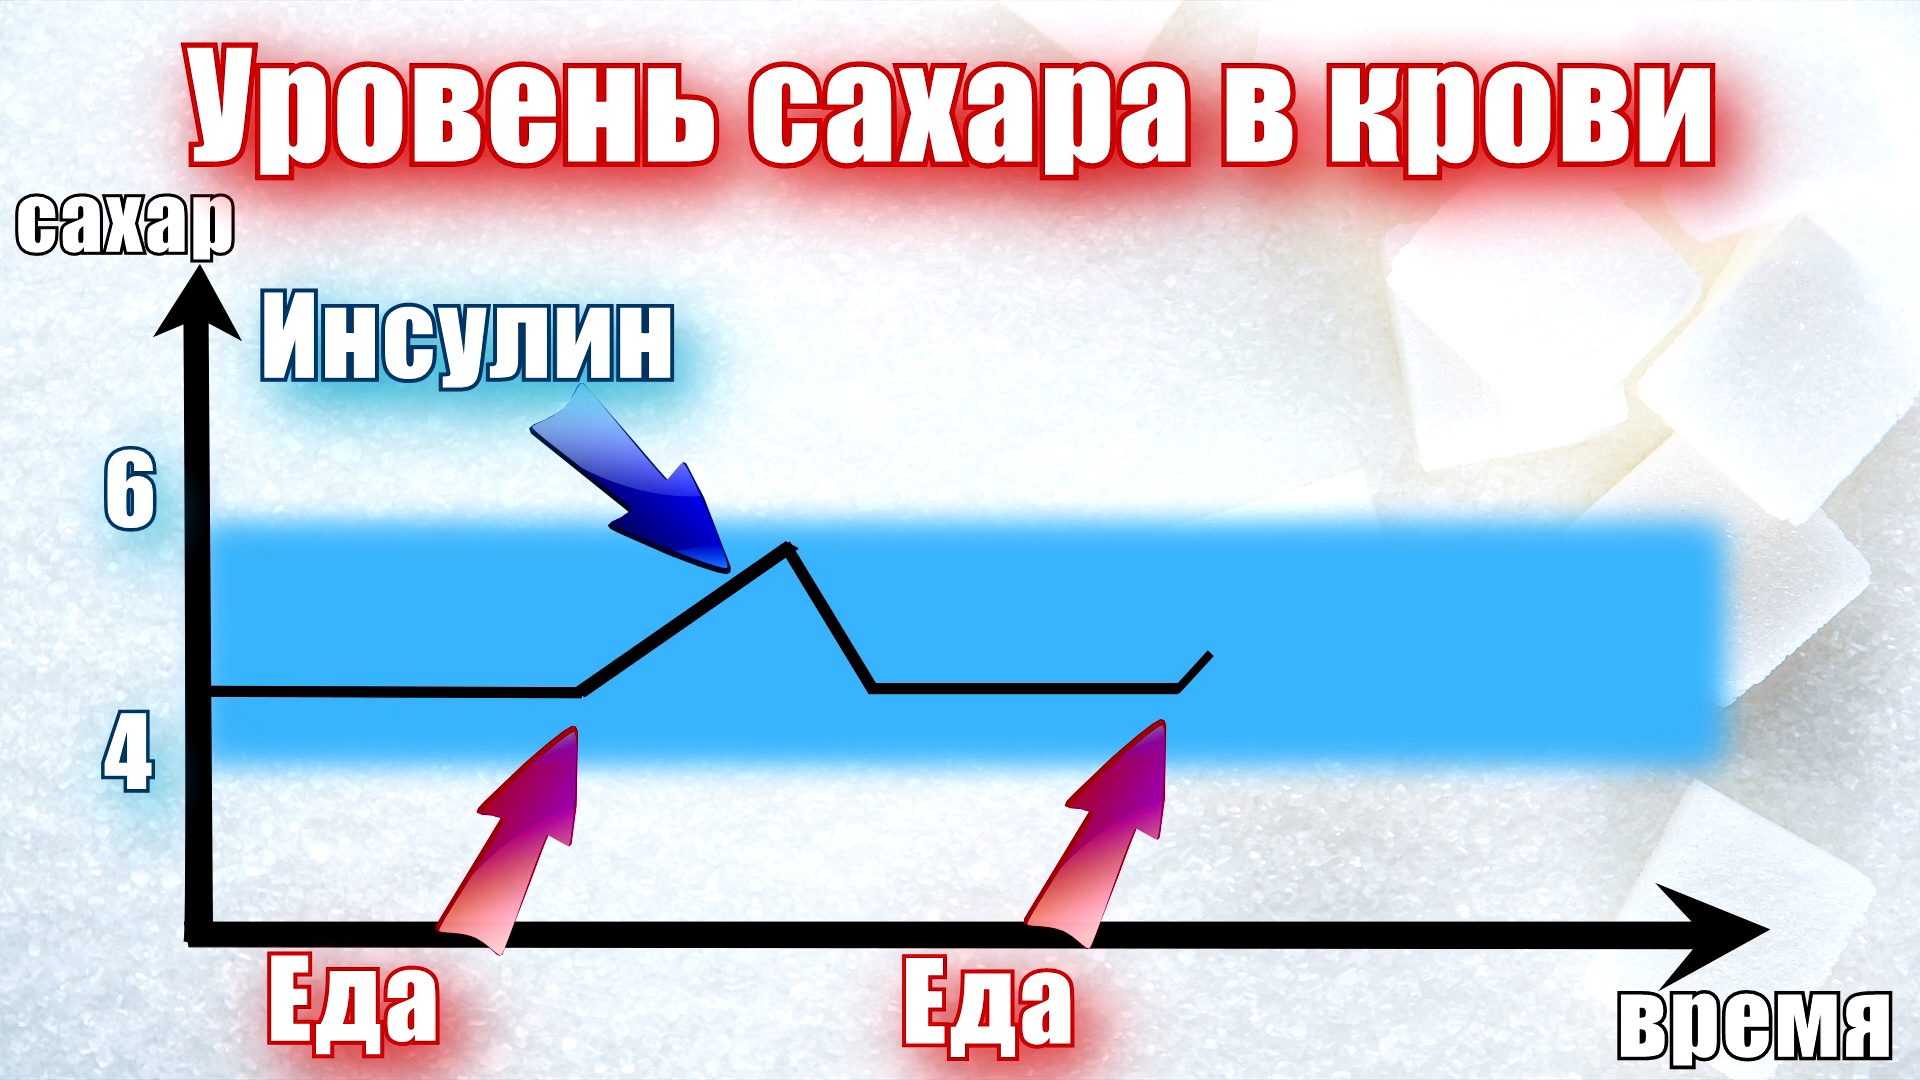 Уровень сахара в крови
сахар
Инсулин
6
4
Еда
Еда
время